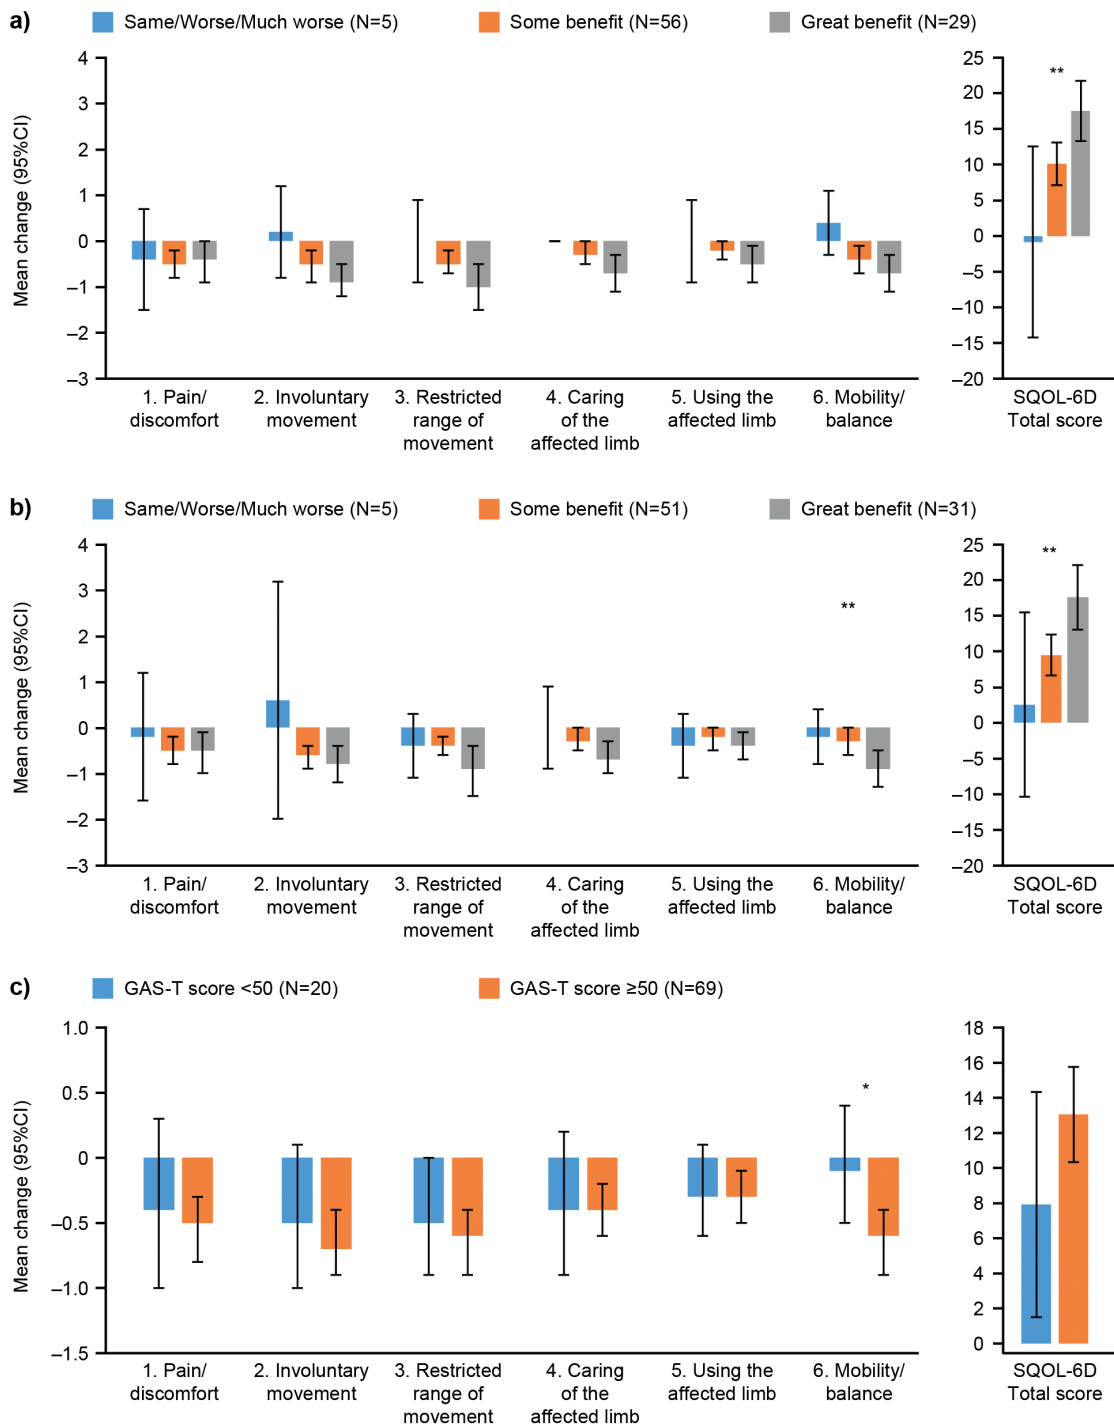 a)
Same/Worse/Much worse (N=5)
Some benefit (N=56)
Great benefit (N=29)
Mean change (95%CI)
4
3
2
1
0
–1
–2
–3
1. Pain/
discomfort
2. Involuntary
movement
3. Restricted
range of
movement
4. Caring
of the
affected limb
5. Using the
affected limb
6. Mobility/
balance
25
20
15
10
5
0
–5
–10
–15
–20
**
SQOL-6D
Total score
b)
Same/Worse/Much worse (N=5)
Some benefit (N=51)
Great benefit (N=31)
Mean change (95%CI)
4
3
2
1
0
–1
–2
–3
**
1. Pain/
discomfort
2. Involuntary
movement
3. Restricted
range of
movement
4. Caring
of the
affected limb
5. Using the
affected limb
6. Mobility/
balance
25
20
15
10
5
0
–5
–10
–15
–20
**
SQOL-6D
Total score
c)
GAS-T score <50 (N=20)
GAS-T score ≥50 (N=69)
Mean change (95%CI)
1.0
0.5
0
–0.5
–1.0
–1.5
*
1. Pain/
discomfort
2. Involuntary
movement
3. Restricted
range of
movement
4. Caring
of the
affected limb
5. Using the
affected limb
6. Mobility/
balance
18
16
14
12
10
8
6
4
2
0
SQOL-6D
Total score